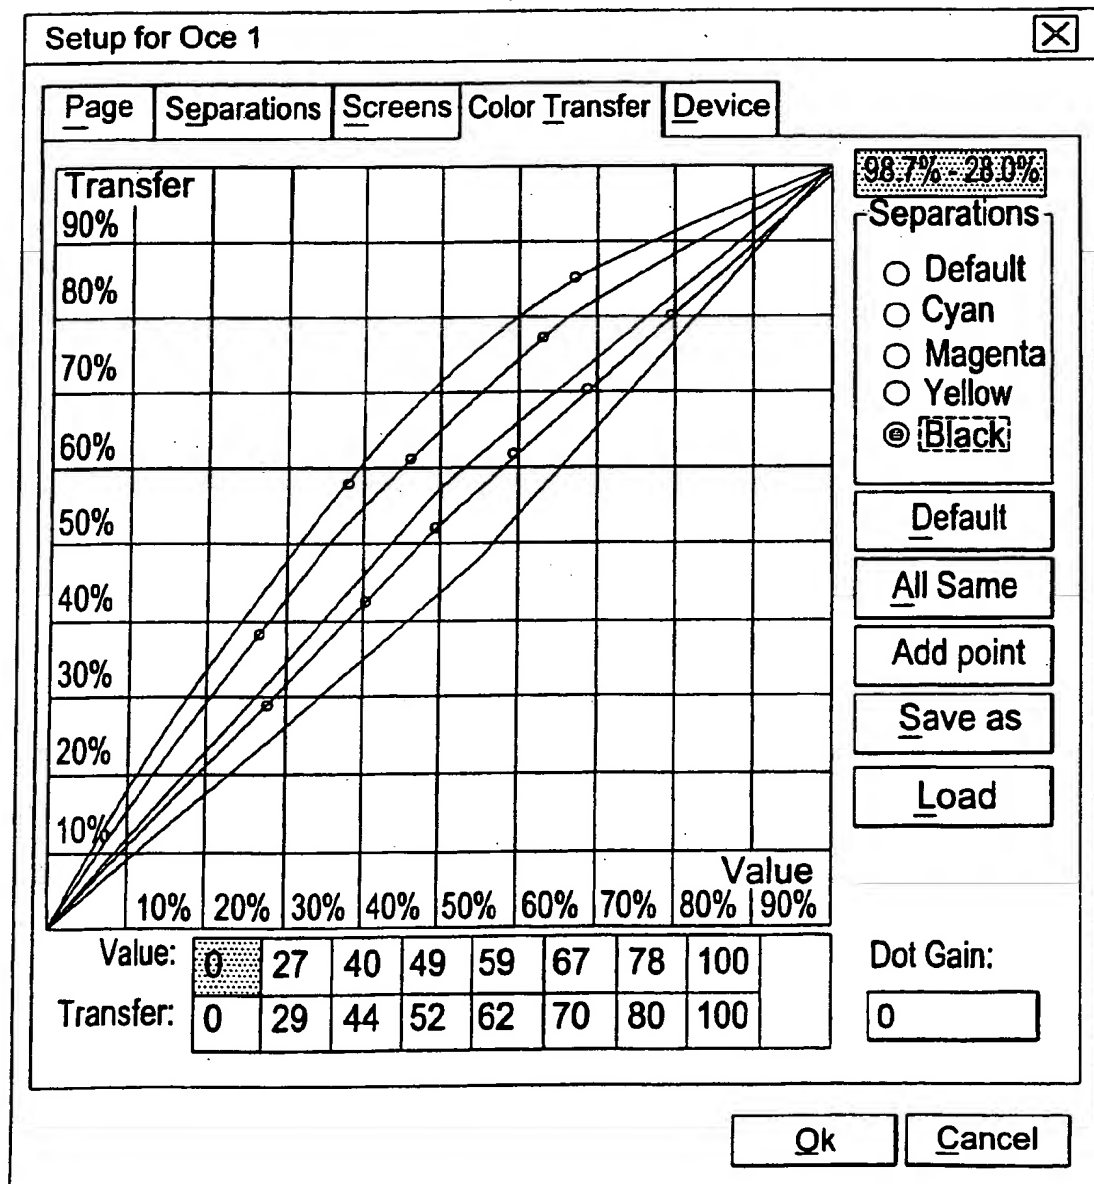 Setup for Oce 1
Page Separations Screens Color Transfer Device
Transfer
90%
80%
70%
60%
50%
40%
30%
20%
10%
Value
10% 20% 30% 40% 50% 60% 70% 80% 90%
98.7% - 28.0%
Separations
Default
Cyan
Magenta
Yellow
Black
Default
All Same
Add point
Save as
Load
Value: 0 27 40 49 59 67 78 100
Transfer: 0 29 44 52 62 70 80 100
Dot Gain:
0
Ok Cancel